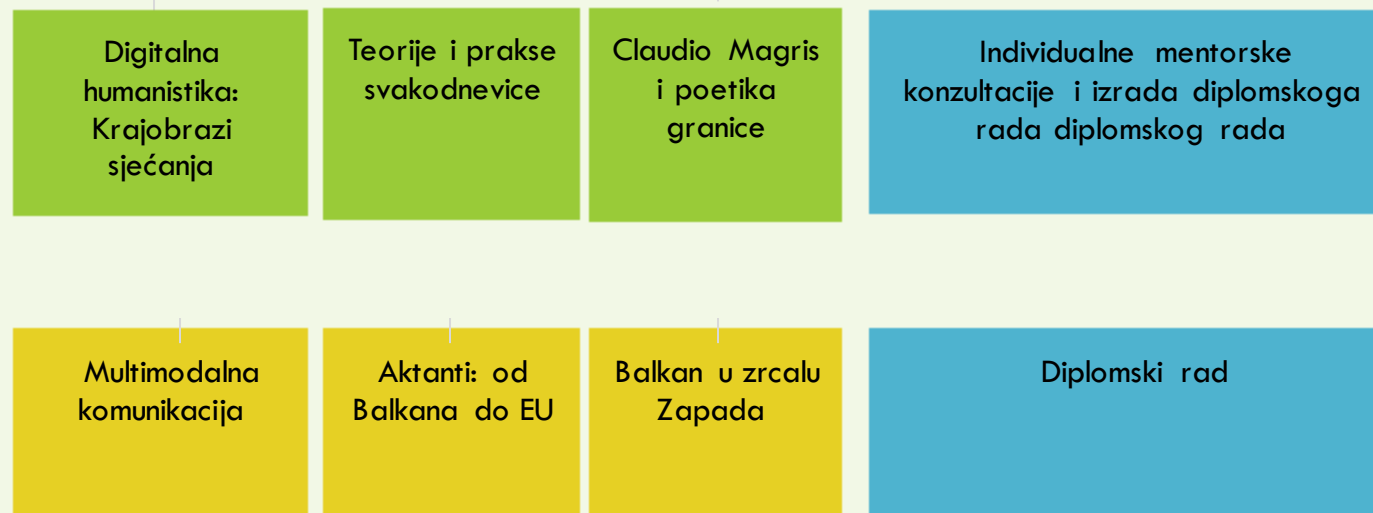 Digitalna
humanistika:
Krajobrazi
sjećanja
Teorije i prakse
svakodnevice
Claudio Magris
i poetika
granice
Individualne mentorske
konzultacije i izrada diplomskoga
rada diplomskog rada
Multimodalna
komunikacija
Aktanti: od
Balkana do EU
Balkan u zrcalu
Zapada
Diplomski rad